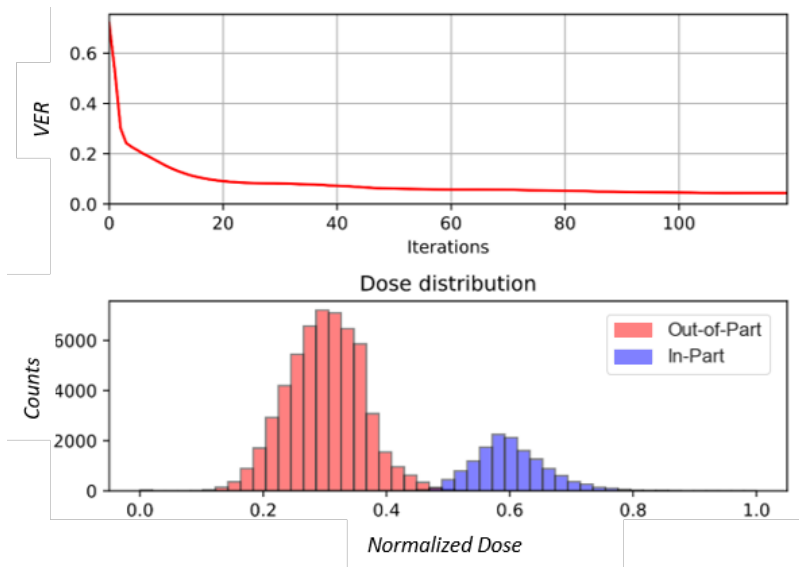 0.6
0.4
0.2
0.0
VER
0 20 40 60 80 100
Iterations
Dose distribution
Out-of-Part
In-Part
6000
4000
2000
0
Counts
0.0 0.2 0.4 0.6 0.8 1.0
Normalized Dose